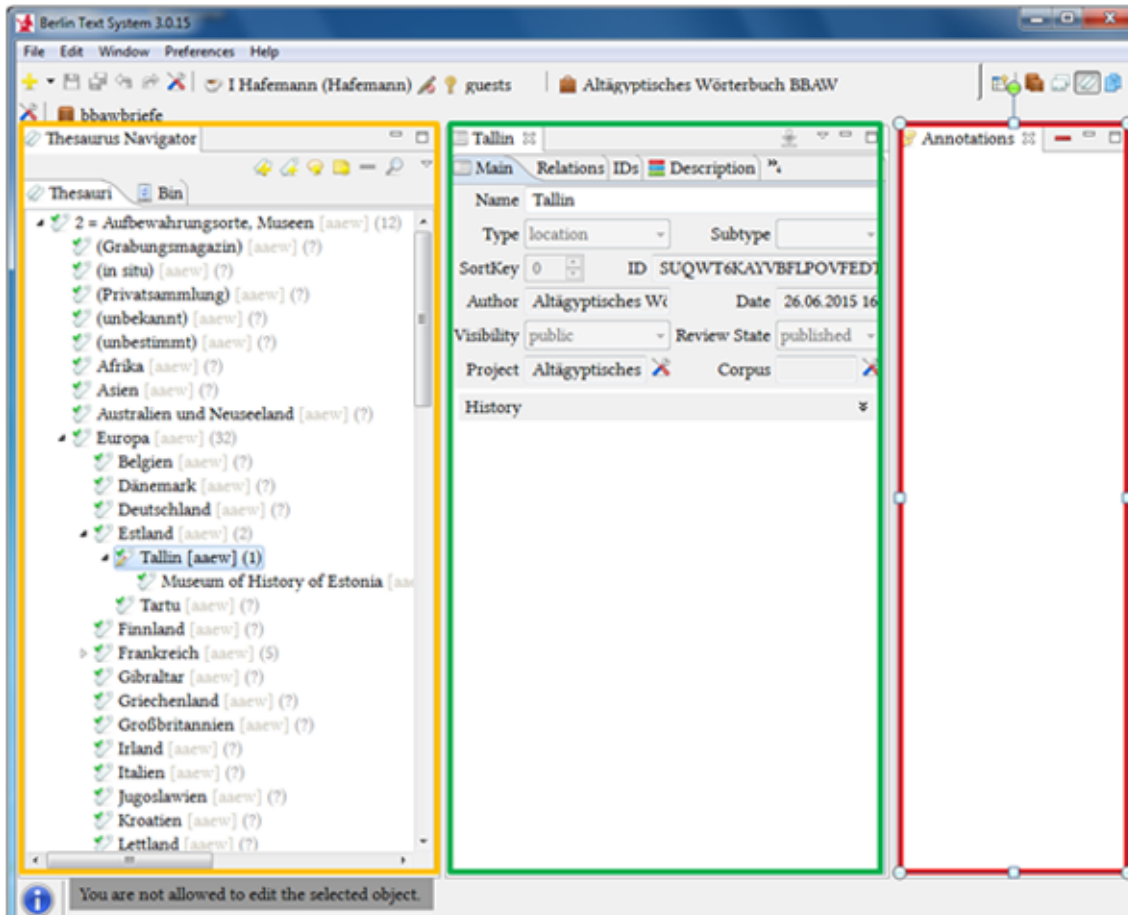 Berlin Text System 3.0.15
File Edit Window Preferences Help
I Hafemann (Hafemann) guests Altägyptisches Wörterbuch BBAW
bbawbriefe
Thesaurus Navigator
Thesauri Bin
2 = Aufbewahrungsorte, Museen [aaew] (12)
(Grabungsmagazin) [aaew] (?)
(in situ) [aaew] (?)
(Privatsammlung) [aaew] (?)
(unbekannt) [aaew] (?)
(unbestimmt) [aaew] (?)
Afrika [aaew] (?)
Asien [aaew] (?)
Australien und Neuseeland [aaew] (?)
Europa [aaew] (32)
Belgien [aaew] (?)
Dänemark [aaew] (?)
Deutschland [aaew] (?)
Estland [aaew] (2)
Tallin [aaew] (1)
Museum of History of Estonia [aae
Tartu [aaew] (?)
Finnland [aaew] (?)
Frankreich [aaew] (5)
Gibraltar [aaew] (?)
Griechenland [aaew] (?)
Großbritannien [aaew] (?)
Irland [aaew] (?)
Italien [aaew] (?)
Jugoslawien [aaew] (?)
Kroatien [aaew] (?)
Lettland [aaew] (?)
Tallin
Main Relations IDs Description »4
Name Tallin
Type location Subtype
SortKey 0 ID SUQWT6KAYVBFLPOVFEDT
Author Altägyptisches Wö Date 26.06.2015 16
Visibility public Review State published
Project Altägyptisches Corpus
History
Annotations
You are not allowed to edit the selected object.